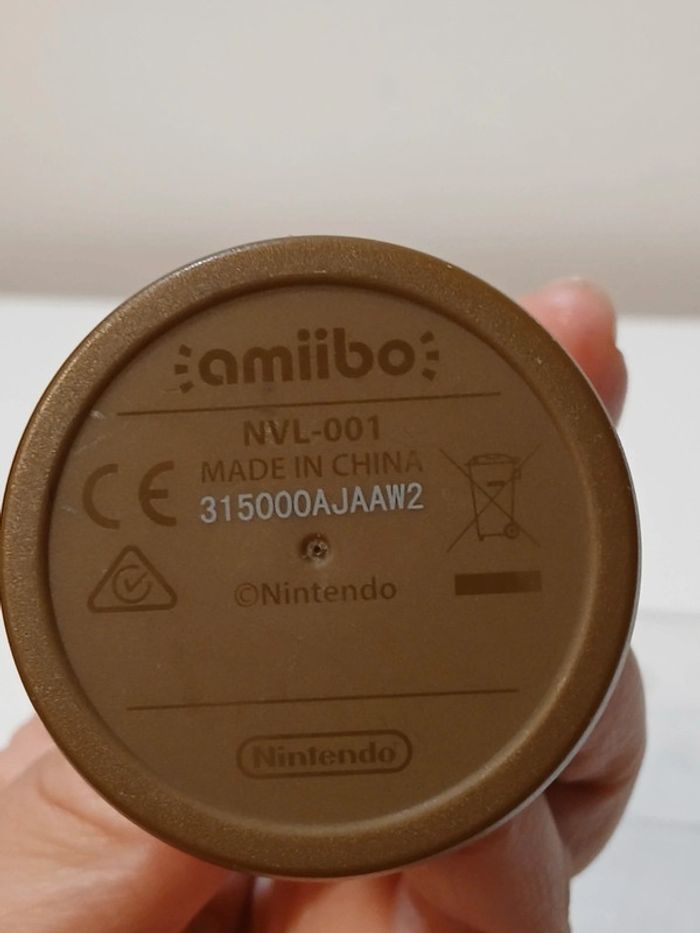 amiibo
NVL-001
MADE IN CHINA
CE
315000AJAAW2
©Nintendo
Nintendo